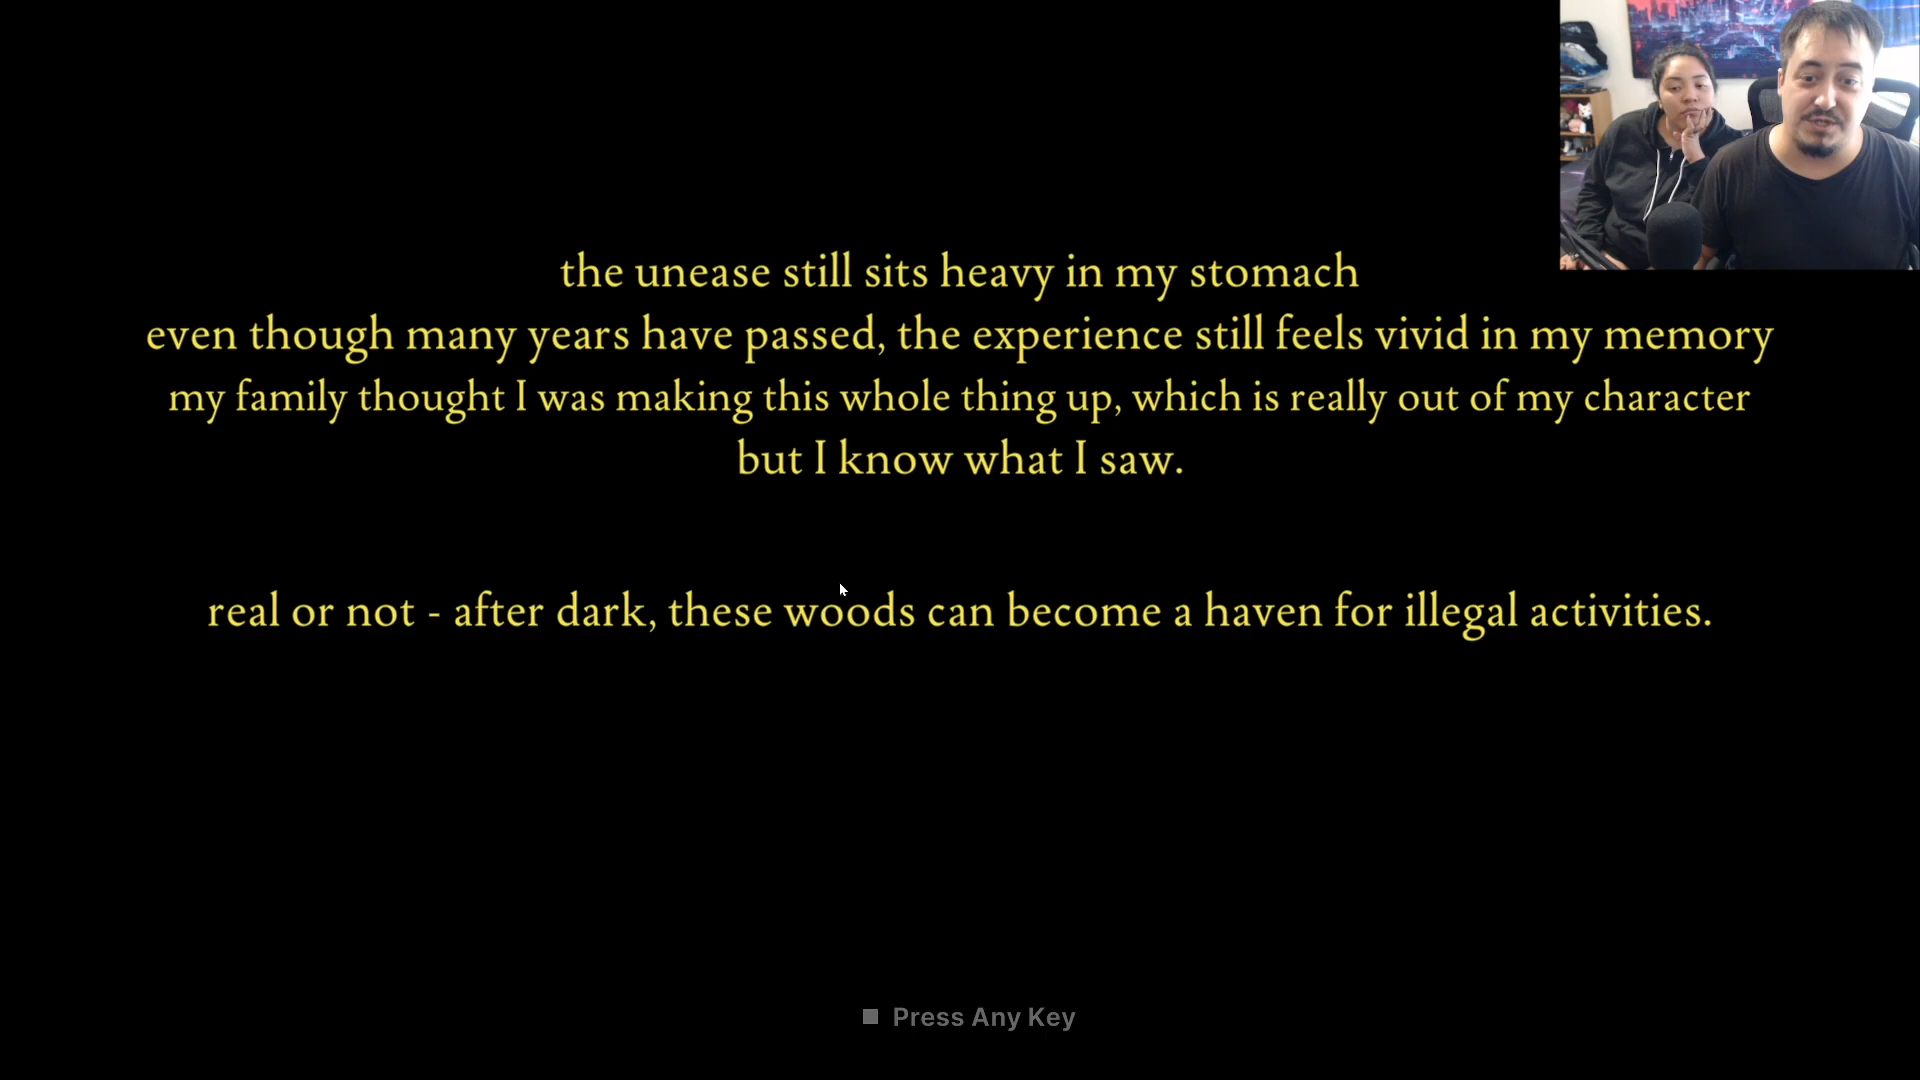 the unease still sits heavy in my stomach
even though many years have passed, the experience still feels vivid in my memory
my family thought I was making this whole thing up, which is really out of my character
but I know what I saw.
real or not - after dark, these woods can become a haven for illegal activities.
Press Any Key